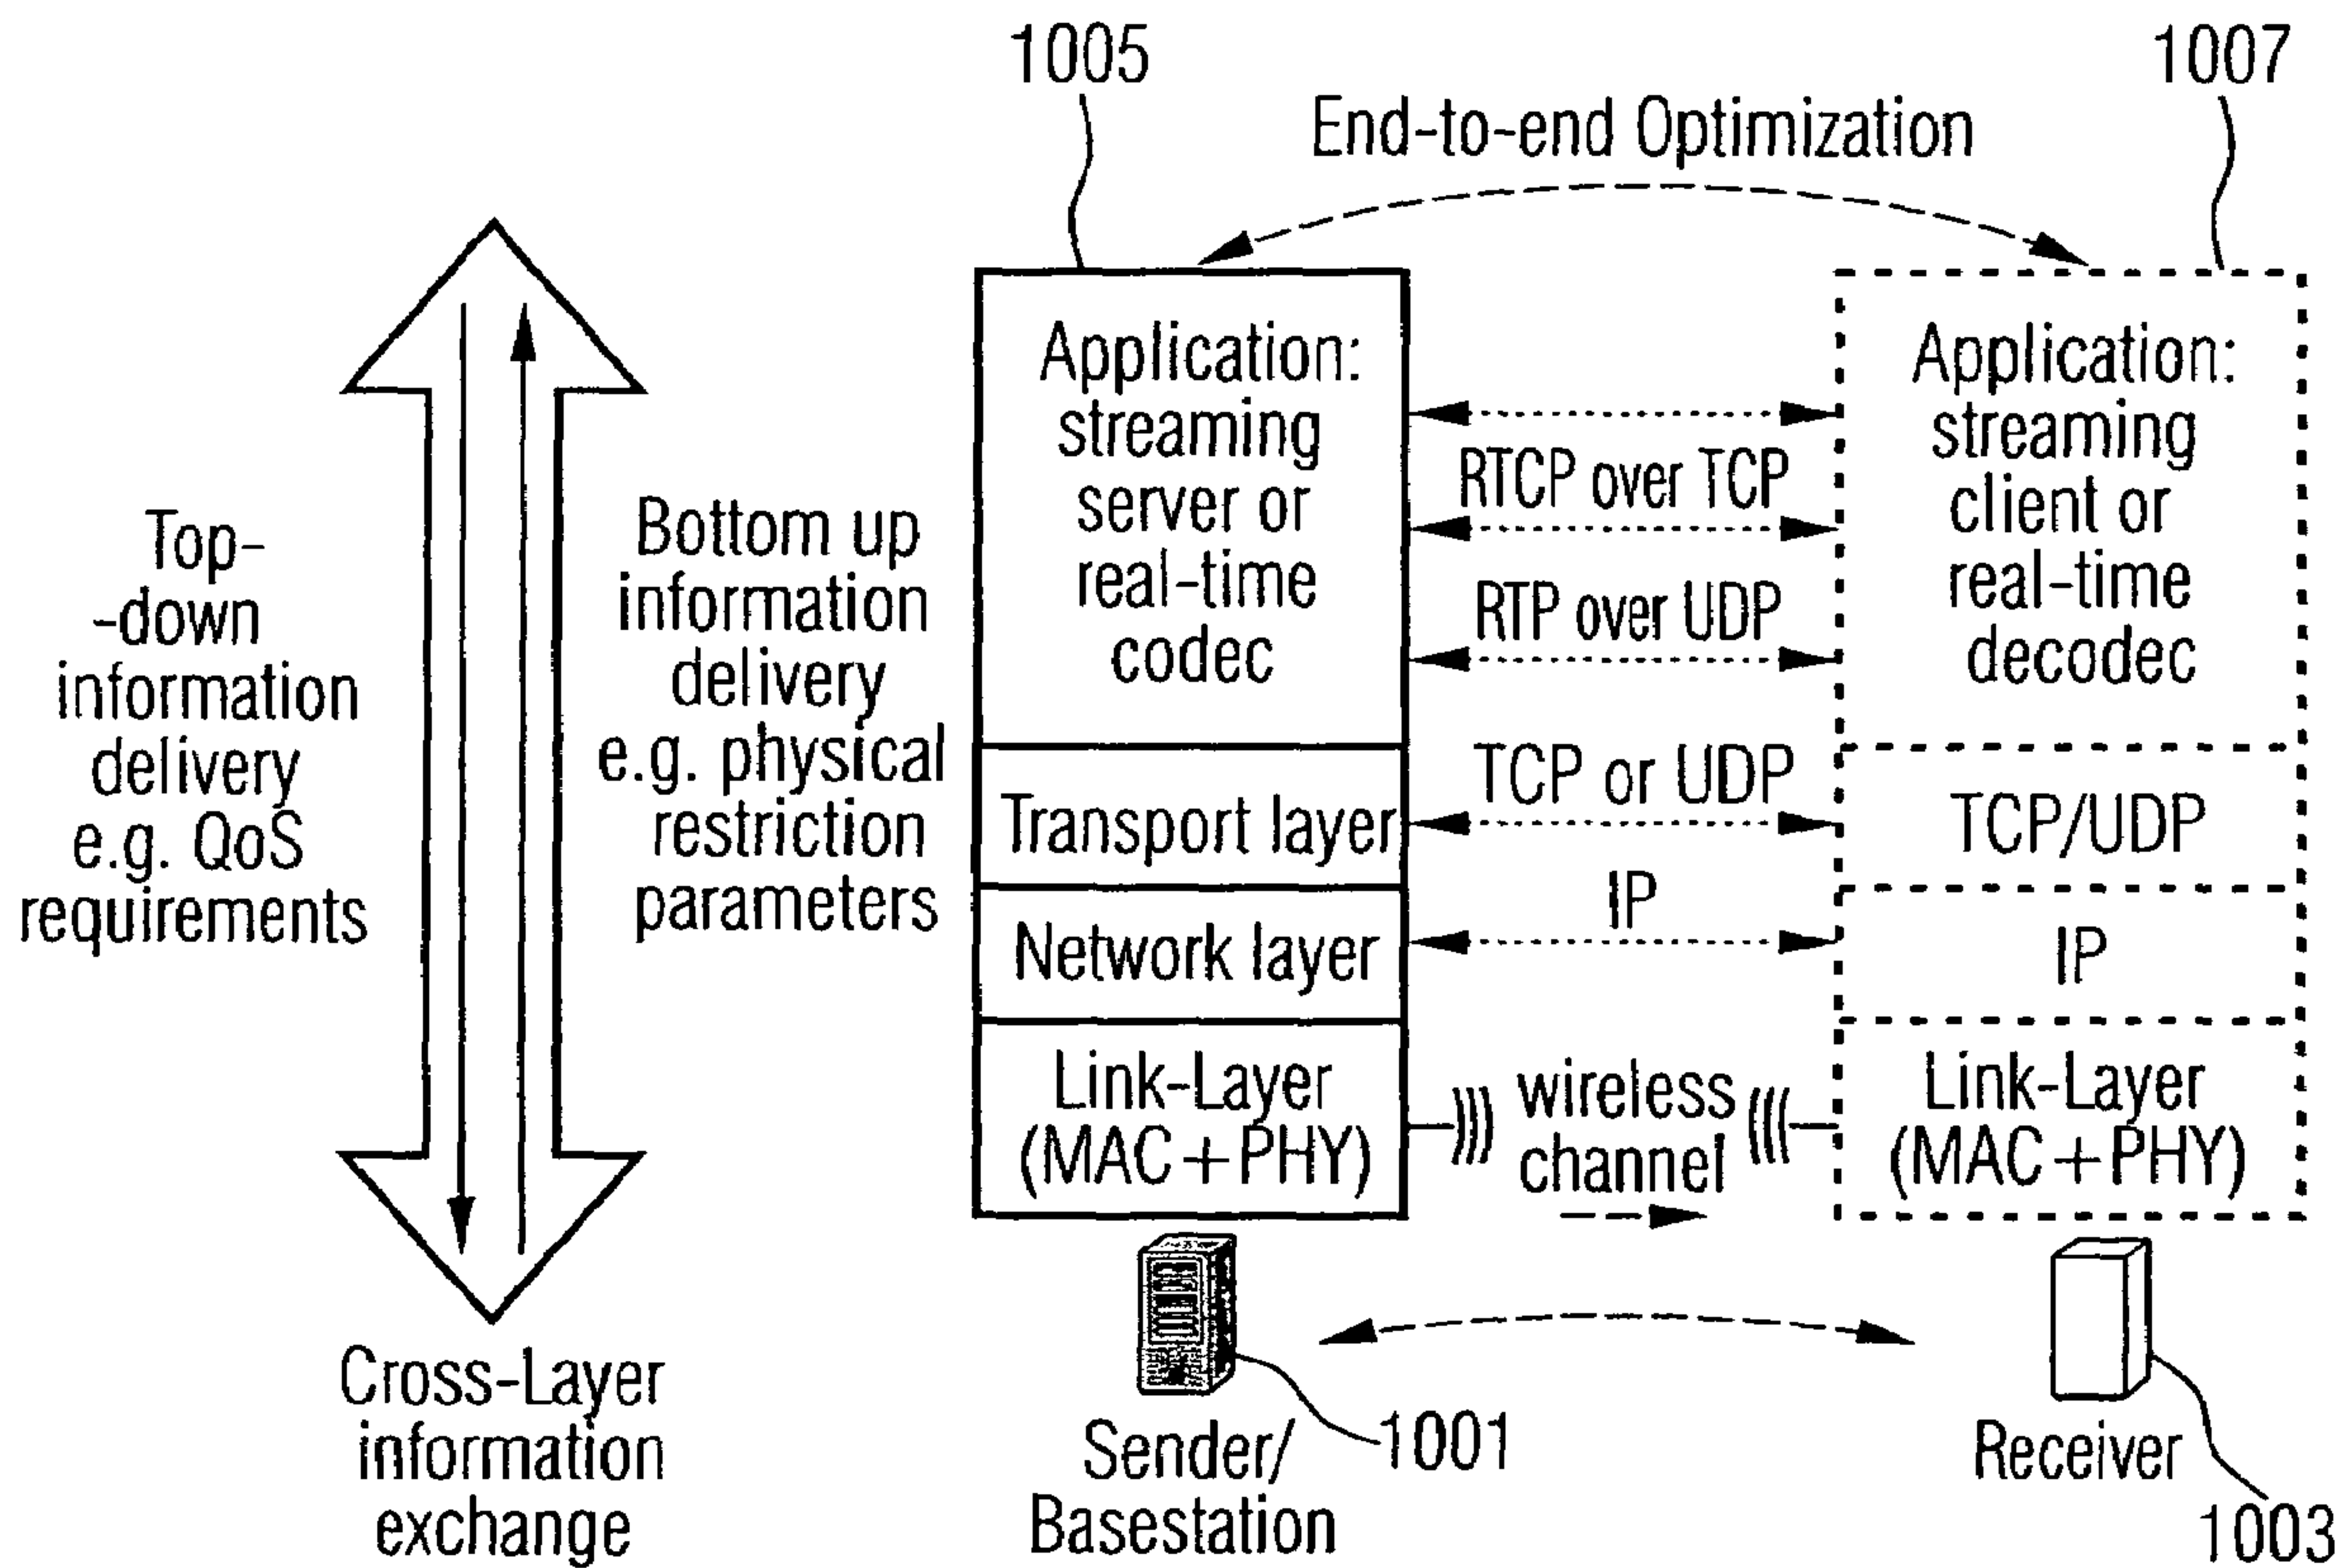 1005
1007
End-to-end Optimization
Top-
-down
information
delivery
e.g. QoS
requirements
Bottom up
information
delivery
e.g. physical
restriction
parameters
Cross-Layer
information
exchange
Application:
streaming
server or
real-time
codec
Transport layer
Network layer
Link-Layer
(MAC+PHY)
RTCP over TCP
RTP over UDP
TCP or UDP
IP
wireless
channel
Application:
streaming
client or
real-time
decodec
TCP/UDP
IP
Link-Layer
(MAC+PHY)
Sender/
Basestation
1001
Receiver
1003